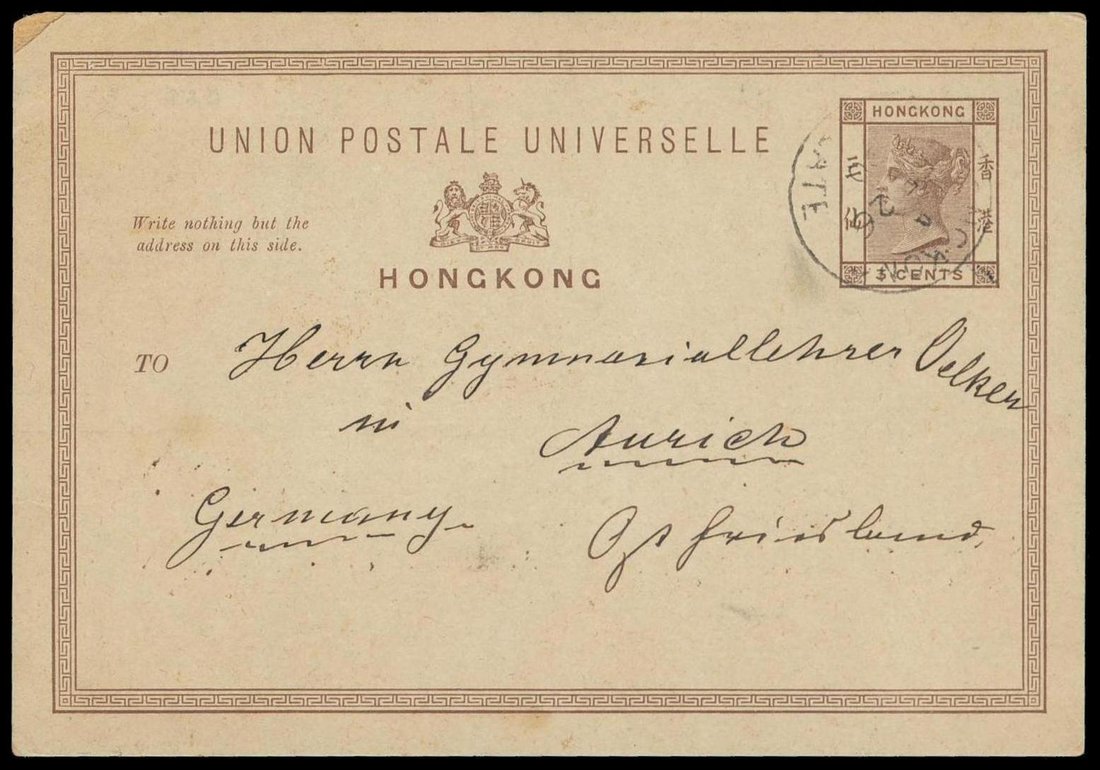 UNION POSTALE UNIVERSELLE
HONGKONG
香港
3 CENTS
Write nothing but the
address on this side.
HONGKONG
TO
Herrn Gymnasiallehrer Oelker
in
Aurich
Germany.
Ostfriesland.